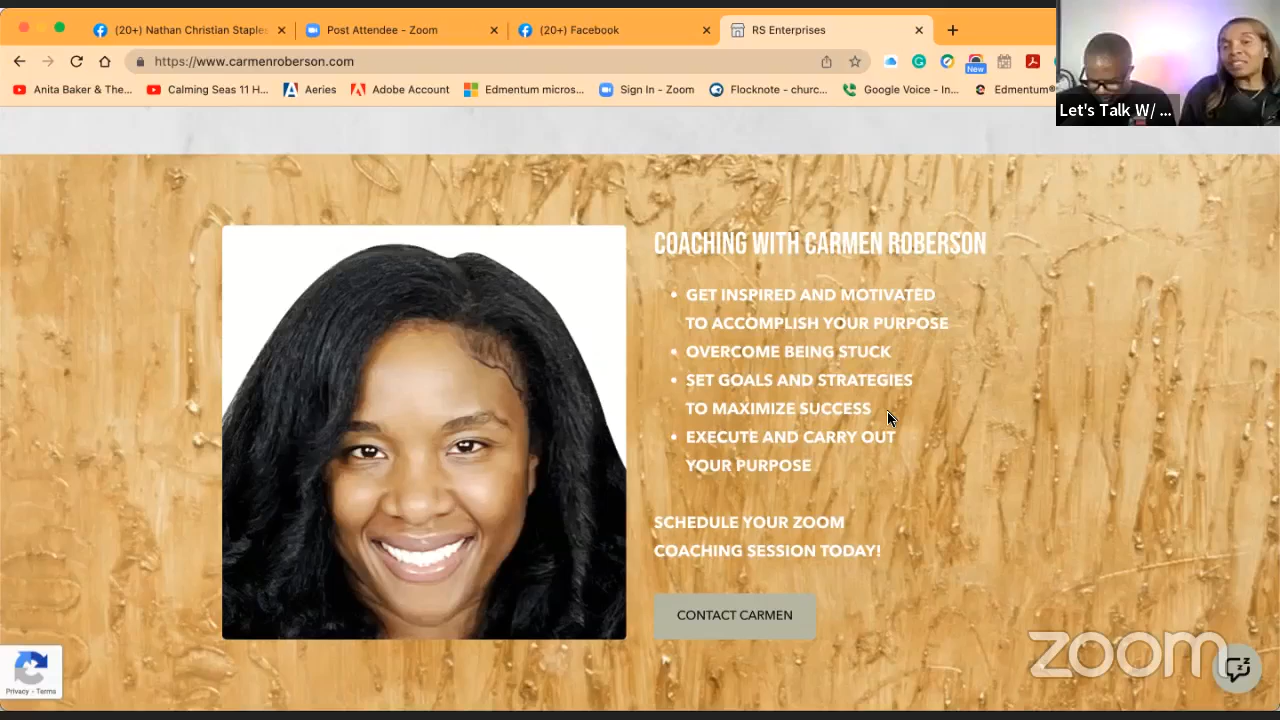 (20+) Nathan Christian Staple
Post Attendee - Zoom
(20+) Facebook
RS Enterprises
https://www.carmenroberson.com
New
Anita Baker & The...
Calming Seas 11 H...
Aeries
Adobe Account
Edmentum micros...
Sign In - Zoom
Flocknote - churc...
Google Voice - In...
Edmentum®
Let's Talk W/ ...
COACHING WITH CARMEN ROBERSON
• GET INSPIRED AND MOTIVATED
TO ACCOMPLISH YOUR PURPOSE
• OVERCOME BEING STUCK
• SET GOALS AND STRATEGIES
TO MAXIMIZE SUCCESS
• EXECUTE AND CARRY OUT
YOUR PURPOSE
SCHEDULE YOUR ZOOM
COACHING SESSION TODAY!
CONTACT CARMEN
Privacy - Terms
zoom